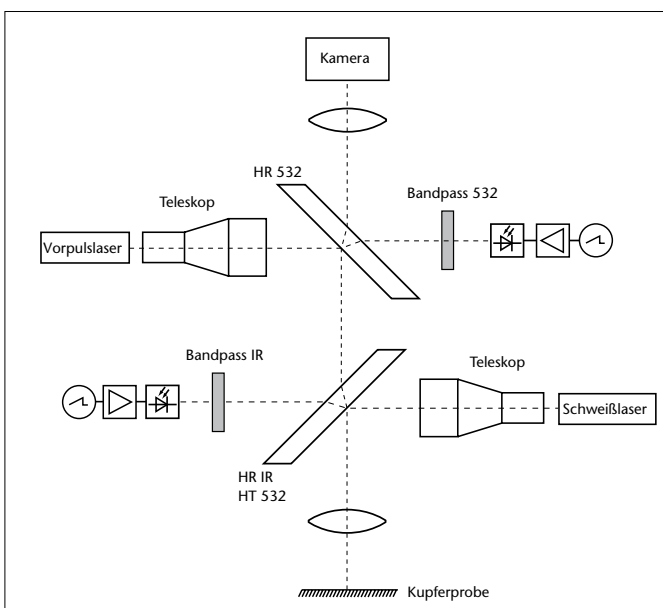 Kamera
HR 532
Bandpass 532
Teleskop
Vorpulslaser
Bandpass IR
Teleskop
Schweißlaser
HR IR
HT 532
Kupferprobe